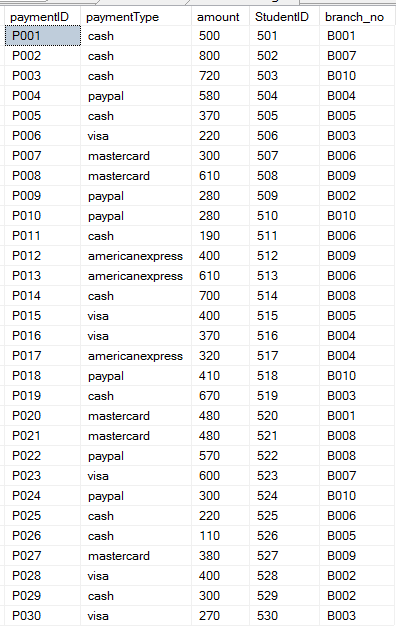 paymentID paymentType amount StudentID branch_no
P001 cash 500 501 B001
P002 cash 800 502 B007
P003 cash 720 503 B010
P004 paypal 580 504 B004
P005 cash 370 505 B005
P006 visa 220 506 B003
P007 mastercard 300 507 B006
P008 mastercard 610 508 B009
P009 paypal 280 509 B002
P010 paypal 280 510 B010
P011 cash 190 511 B006
P012 americanexpress 400 512 B009
P013 americanexpress 610 513 B006
P014 cash 700 514 B008
P015 visa 400 515 B005
P016 visa 370 516 B004
P017 americanexpress 320 517 B004
P018 paypal 410 518 B010
P019 cash 670 519 B003
P020 mastercard 480 520 B001
P021 mastercard 480 521 B008
P022 paypal 570 522 B008
P023 visa 600 523 B007
P024 paypal 300 524 B010
P025 cash 220 525 B006
P026 cash 110 526 B005
P027 mastercard 380 527 B009
P028 visa 400 528 B002
P029 cash 300 529 B002
P030 visa 270 530 B003